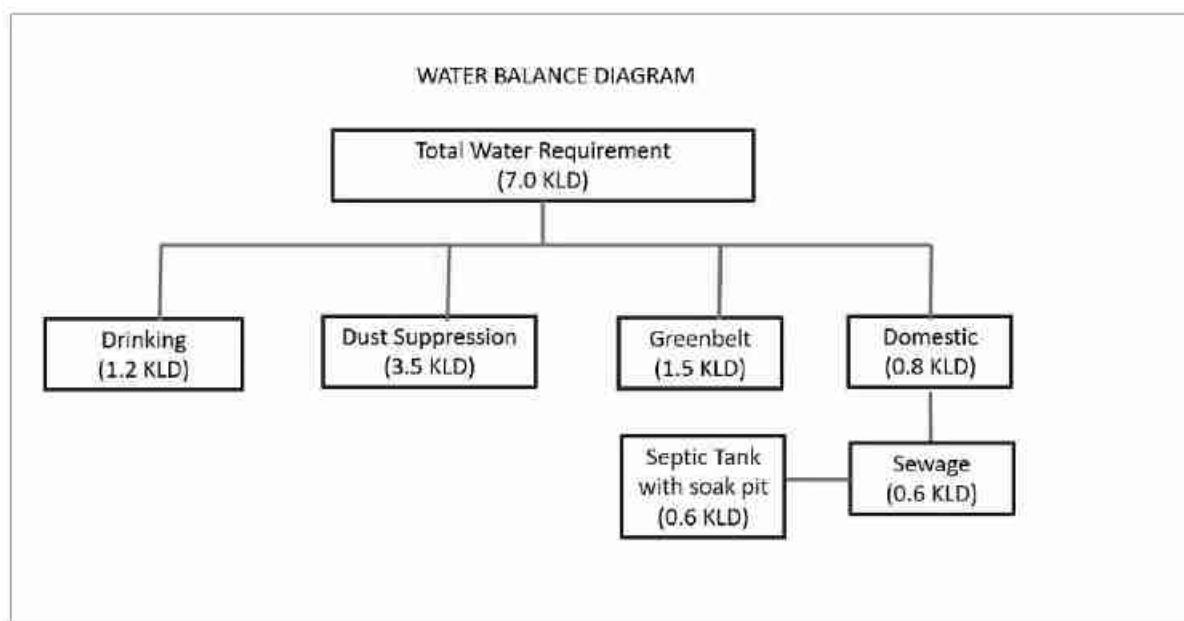 WATER BALANCE DIAGRAM
Total Water Requirement
(7.0 KLD)
Drinking
(1.2 KLD)
Dust Suppression
(3.5 KLD)
Greenbelt
(1.5 KLD)
Domestic
(0.8 KLD)
Septic Tank
with soak pit
(0.6 KLD)
Sewage
(0.6 KLD)